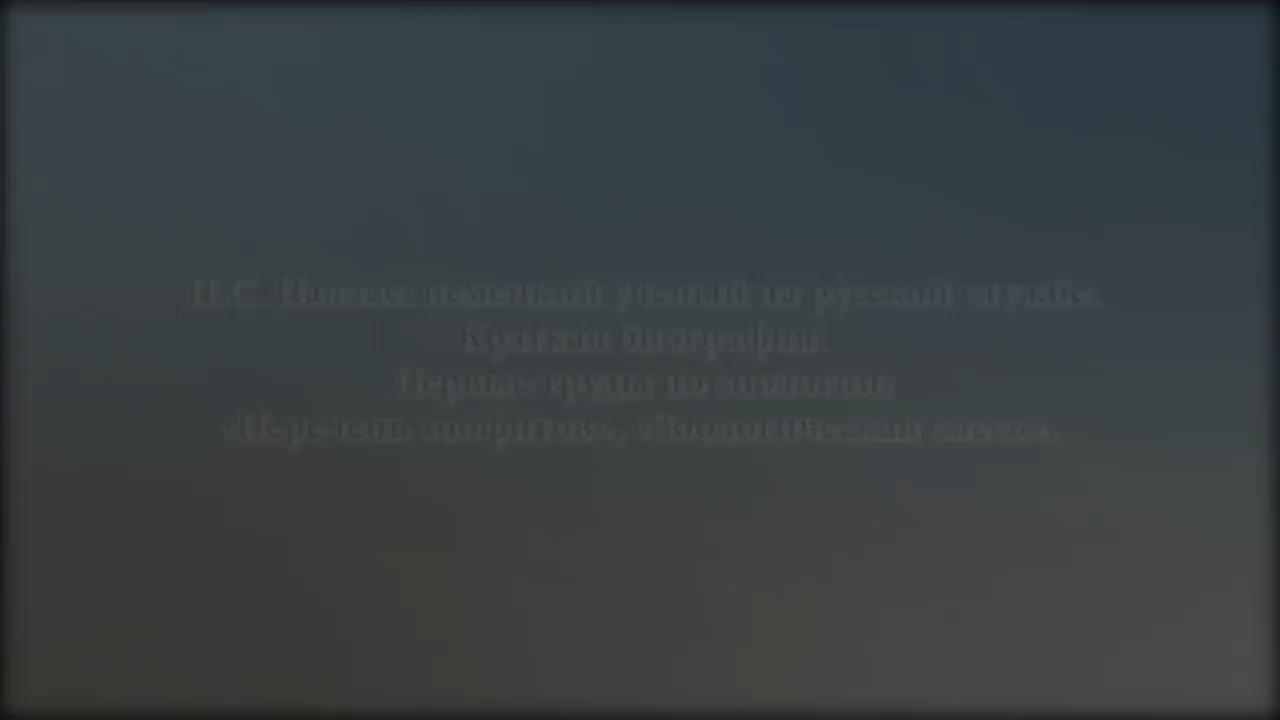 П.С. Паллас: немецкий ученый на русской службе.
Краткая биография.
Первые труды по зоологии:
«Перечень зоофитов», «Зоологическая смесь».